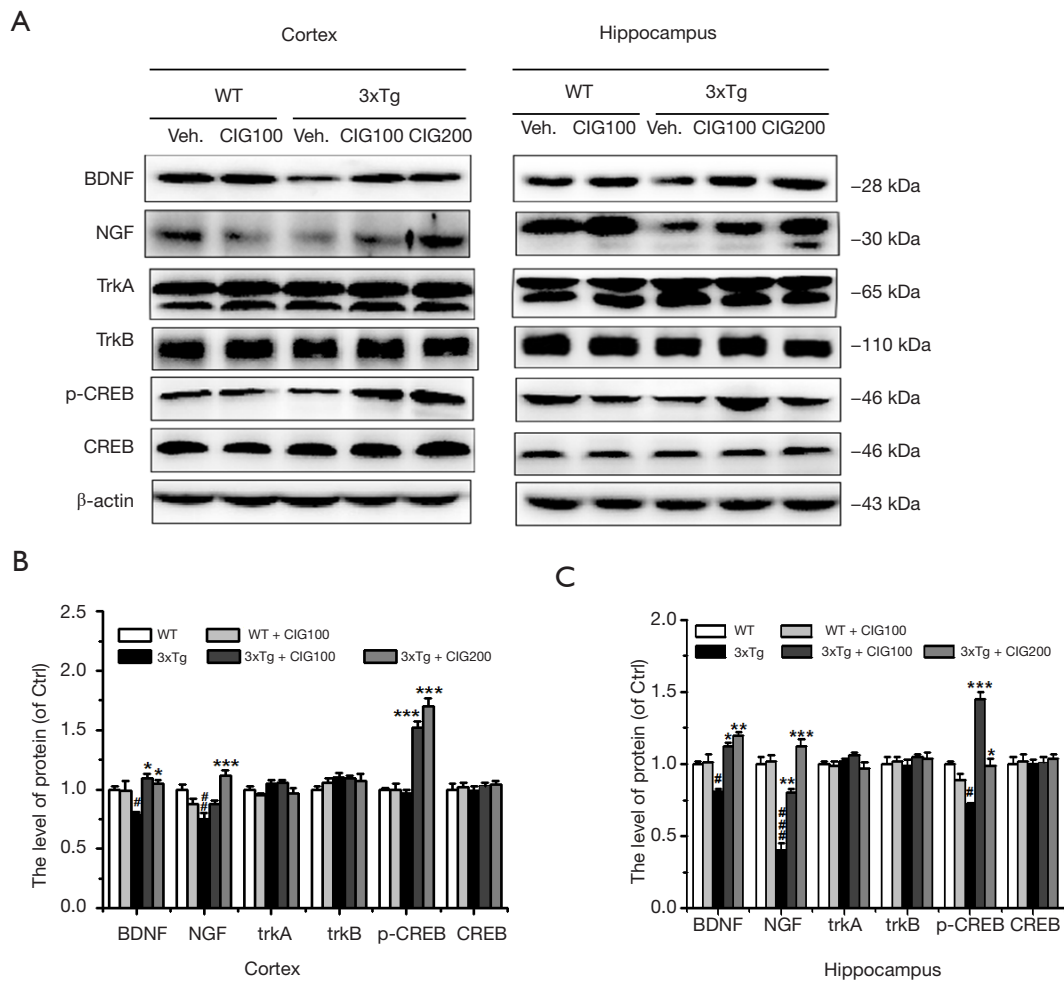 A
Cortex Hippocampus
WT 3xTg WT 3xTg
Veh. CIG100 Veh. CIG100 CIG200 Veh. CIG100 Veh. CIG100 CIG200
BDNF –28 kDa
NGF –30 kDa
TrkA –65 kDa
TrkB –110 kDa
p-CREB –46 kDa
CREB –46 kDa
β-actin –43 kDa
B
The level of protein (of Ctrl)
2.5
2.0
1.5
1.0
0.5
0.0
WT WT + CIG100
3xTg 3xTg + CIG100 3xTg + CIG200
# * * ## *** *** ***
BDNF NGF trkA trkB p-CREB CREB
Cortex
C
The level of protein (of Ctrl)
2.0
1.5
1.0
0.5
0.0
WT WT + CIG100
3xTg 3xTg + CIG100 3xTg + CIG200
# * ** ### ** *** # *** *
BDNF NGF trkA trkB p-CREB CREB
Hippocampus